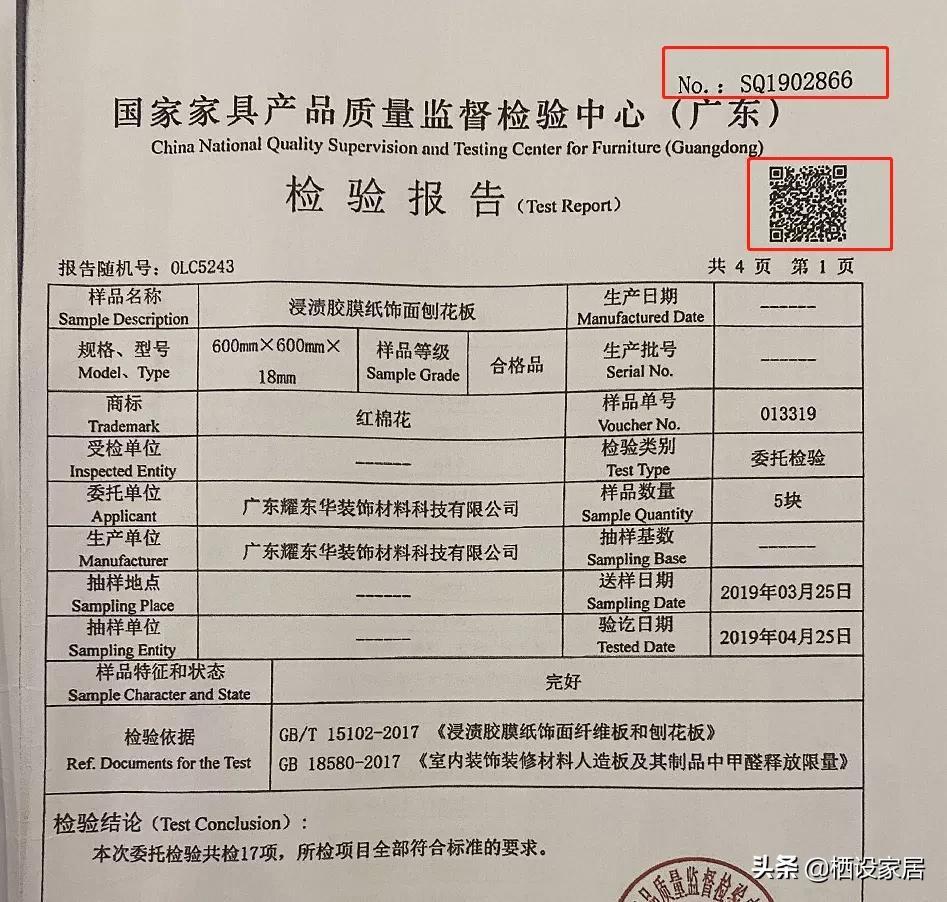 No.：SQ1902866
国家家具产品质量监督检验中心（广东）
China National Quality Supervision and Testing Center for Furniture (Guangdong)
检 验 报 告（Test Report）
报告随机号：0LC5243
共 4 页 第 1 页
样品名称
Sample Description
浸渍胶膜纸饰面刨花板
生产日期
Manufactured Date
------
规格、型号
Model、Type
600mm×600mm×
18mm
样品等级
Sample Grade
合格品
生产批号
Serial No.
------
商标
Trademark
红棉花
样品单号
Voucher No.
013319
受检单位
Inspected Entity
------
检验类别
Test Type
委托检验
委托单位
Applicant
广东耀东华装饰材料科技有限公司
样品数量
Sample Quantity
5块
生产单位
Manufacturer
广东耀东华装饰材料科技有限公司
抽样基数
Sampling Base
------
抽样地点
Sampling Place
------
送样日期
Sampling Date
2019年03月25日
抽样单位
Sampling Entity
------
验讫日期
Tested Date
2019年04月25日
样品特征和状态
Sample Character and State
完好
检验依据
Ref. Documents for the Test
GB/T 15102-2017 《浸渍胶膜纸饰面纤维板和刨花板》
GB 18580-2017 《室内装饰装修材料人造板及其制品中甲醛释放限量》
检验结论（Test Conclusion）：
本次委托检验共检17项，所检项目全部符合标准的要求。
品质量监督检验
头条 @栖设家居